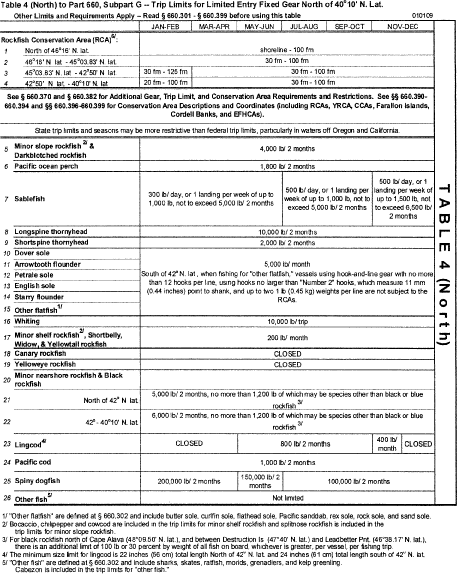 Table 4 (North) to Part 660, Subpart G -- Trip Limits for Limited Entry Fixed Gear North of 40°10' N. Lat.
Other Limits and Requirements Apply -- Read § 660.301 - § 660.399 before using this table
010109
JAN-FEB MAR-APR MAY-JUN JUL-AUG SEP-OCT NOV-DEC
Rockfish Conservation Area (RCA)6/:
1 North of 46°16' N. lat. shoreline - 100 fm
2 46°16' N. lat. - 45°03.83' N. lat. 30 fm - 100 fm
3 45°03.83' N. lat. - 42°50' N. lat. 30 fm - 125 fm 30 fm - 100 fm
4 42°50' N. lat. - 40°10' N. lat. 20 fm - 100 fm 30 fm - 100 fm
See § 660.370 and § 660.382 for Additional Gear, Trip Limit, and Conservation Area Requirements and Restrictions. See §§ 660.390-
660.394 and §§ 660.396-660.399 for Conservation Area Descriptions and Coordinates (including RCAs, YRCA, CCAs, Farallon Islands,
Cordell Banks, and EFHCAs).
State trip limits and seasons may be more restrictive than federal trip limits, particularly in waters off Oregon and California.
5 Minor slope rockfish 2/ &
Darkblotched rockfish
4,000 lb/ 2 months
6 Pacific ocean perch 1,800 lb/ 2 months
7 Sablefish
300 lb/ day, or 1 landing per week of up to
1,000 lb, not to exceed 5,000 lb/ 2 months
500 lb/ day, or 1 landing per
week of up to 1,000 lb, not to
exceed 5,000 lb/ 2 months
500 lb/ day, or 1
landing per week of
up to 1,500 lb, not
to exceed 6,500 lb/
2 months
8 Longspine thornyhead 10,000 lb/ 2 months
9 Shortspine thornyhead 2,000 lb/ 2 months
10 Dover sole
11 Arrowtooth flounder
12 Petrale sole
13 English sole
14 Starry flounder
15 Other flatfish1/
5,000 lb/ month
South of 42° N. lat., when fishing for "other flatfish," vessels using hook-and-line gear with no more
than 12 hooks per line, using hooks no larger than "Number 2" hooks, which measure 11 mm
(0.44 inches) point to shank, and up to two 1 lb (0.45 kg) weights per line are not subject to the
RCAs.
16 Whiting 10,000 lb/ trip
17 Minor shelf rockfish2/, Shortbelly,
Widow, & Yellowtail rockfish
200 lb/ month
18 Canary rockfish CLOSED
19 Yelloweye rockfish CLOSED
20 Minor nearshore rockfish & Black
rockfish
21 North of 42° N. lat.
5,000 lb/ 2 months, no more than 1,200 lb of which may be species other than black or blue
rockfish 3/
22 42° - 40°10' N. lat.
6,000 lb/ 2 months, no more than 1,200 lb of which may be species other than black or blue
rockfish 3/
23 Lingcod4/ CLOSED 800 lb/ 2 months 400 lb/
month CLOSED
24 Pacific cod 1,000 lb/ 2 months
25 Spiny dogfish 200,000 lb/ 2 months 150,000 lb/ 2
months 100,000 lb/ 2 months
26 Other fish5/ Not limited
TABLE 4 (North)
1/ "Other flatfish" are defined at § 660.302 and include butter sole, curlfin sole, flathead sole, Pacific sanddab, rex sole, rock sole, and sand sole.
2/ Bocaccio, chilipepper and cowcod are included in the trip limits for minor shelf rockfish and splitnose rockfish is included in the
trip limits for minor slope rockfish.
3/ For black rockfish north of Cape Alava (48°09.50' N. lat.), and between Destruction Is. (47°40' N. lat.) and Leadbetter Pnt. (46°38.17' N. lat.),
there is an additional limit of 100 lb or 30 percent by weight of all fish on board, whichever is greater, per vessel, per fishing trip.
4/ The minimum size limit for lingcod is 22 inches (56 cm) total length North of 42° N. lat. and 24 inches (61 cm) total length South of 42° N. lat.
5/ "Other fish" are defined at § 660.302 and include sharks, skates, ratfish, morids, grenadiers, and kelp greenling.
Cabezon is included in the trip limits for "other fish."